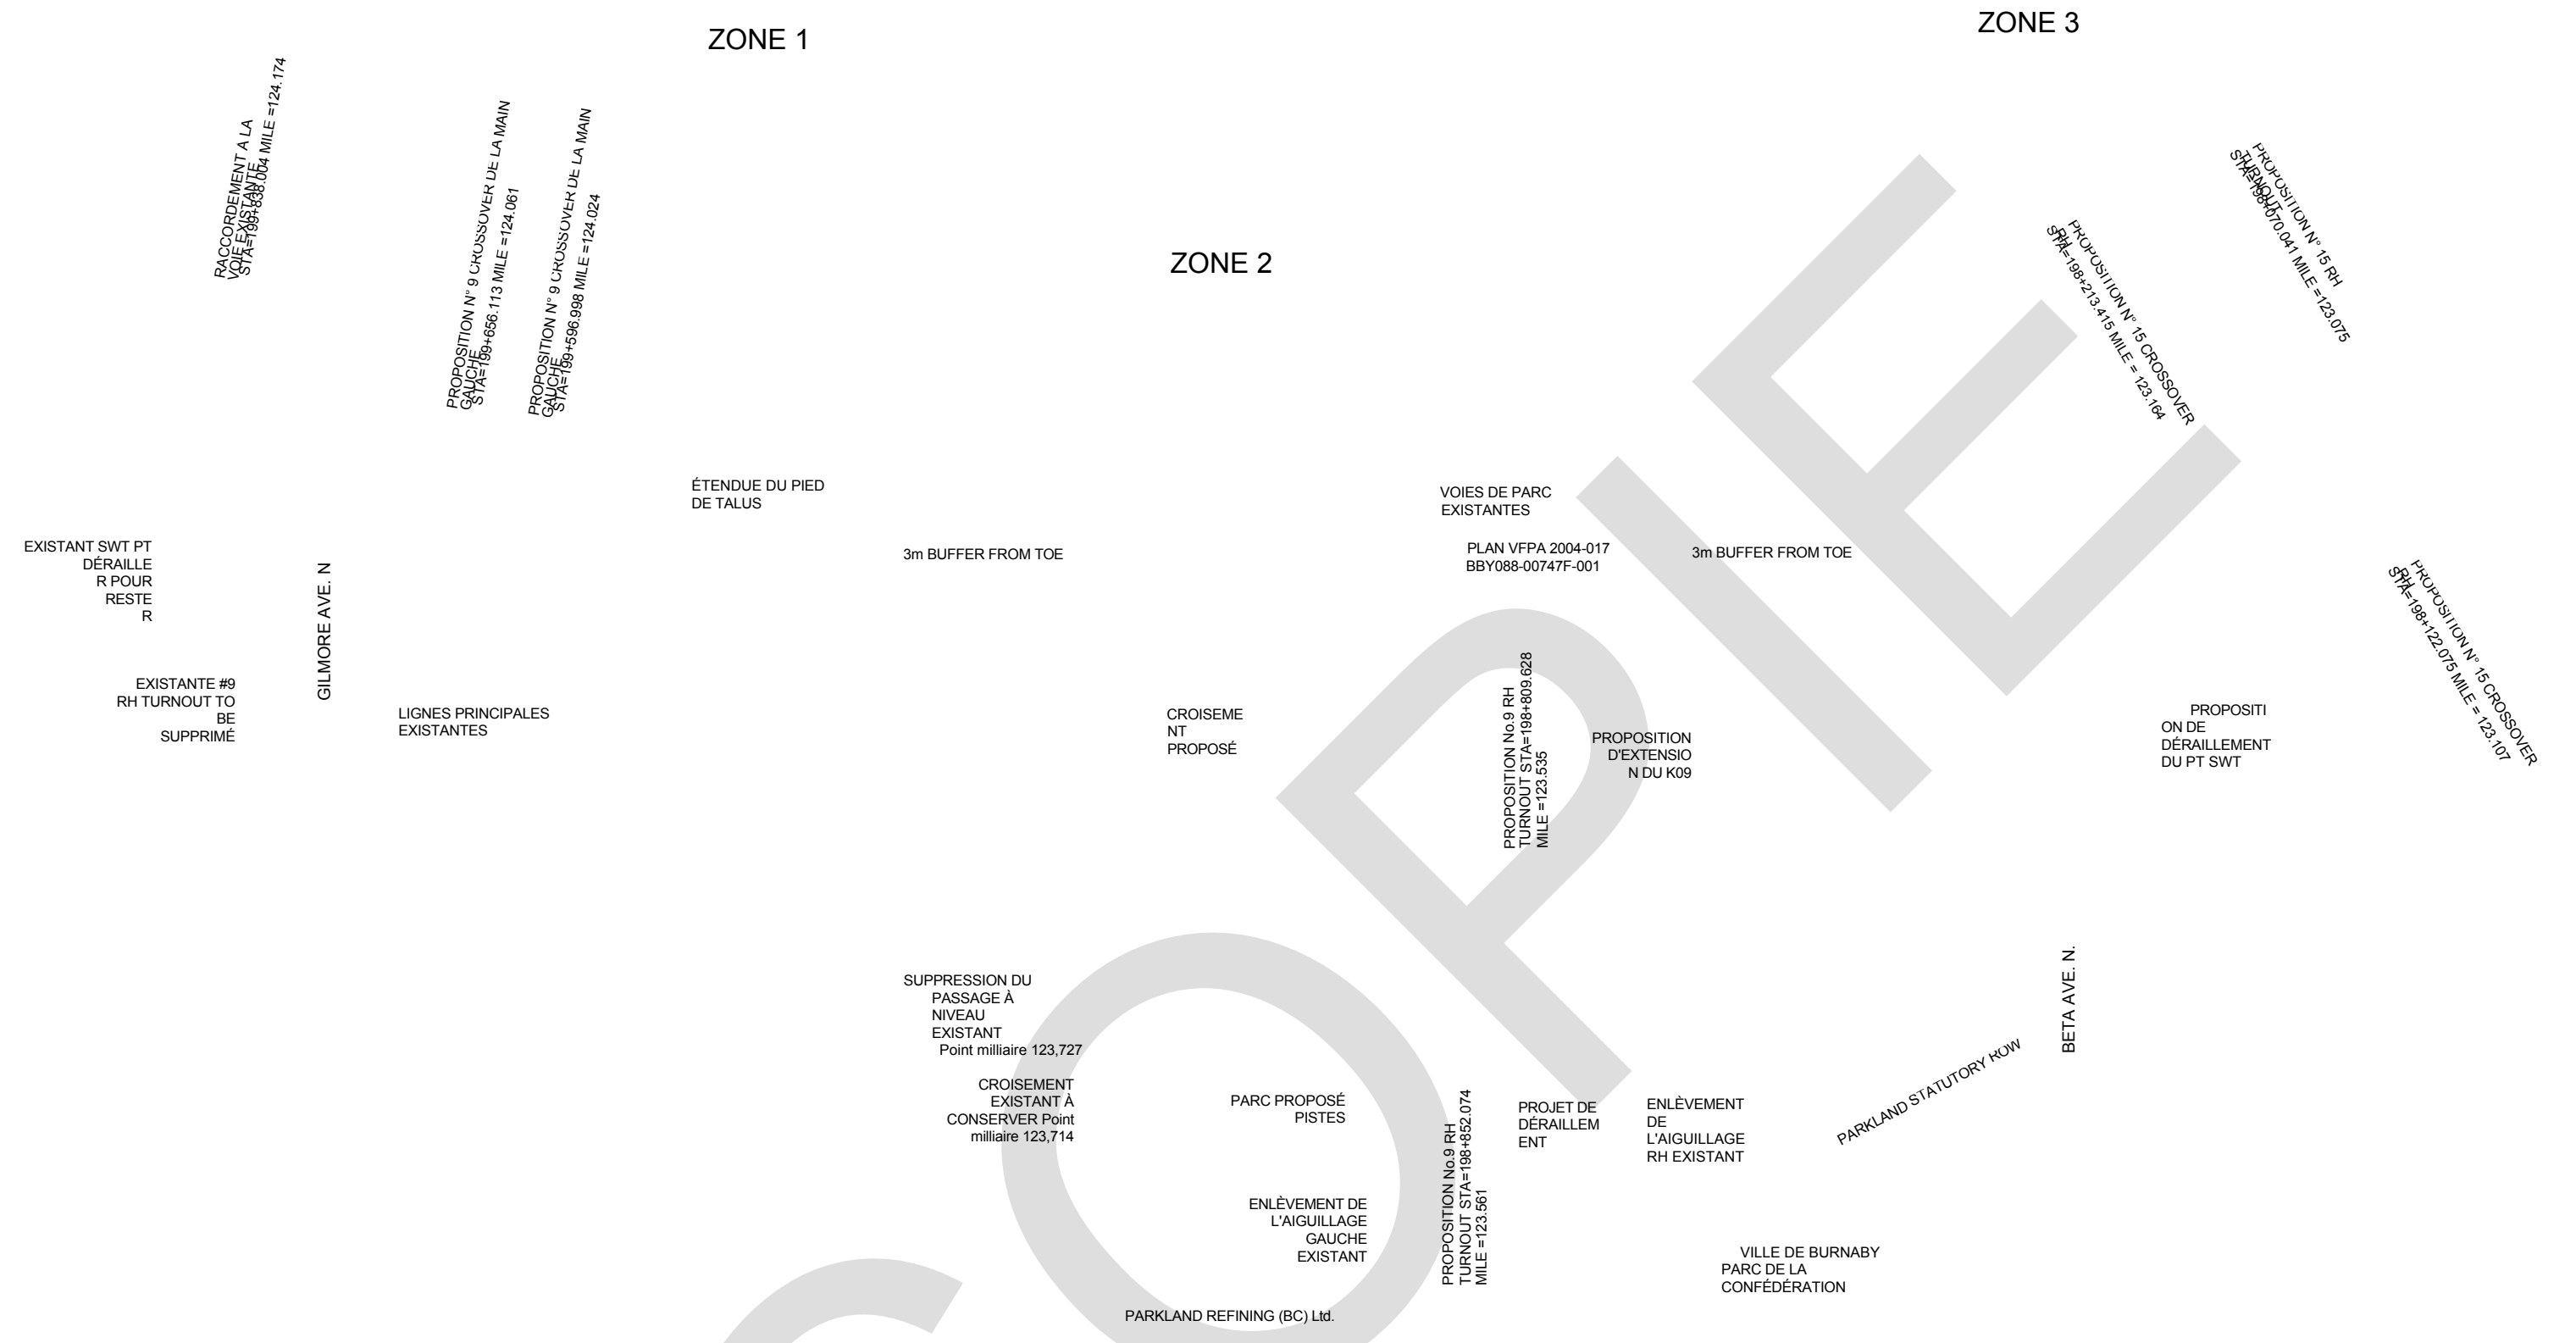 ZONE 1
ZONE 3
RACCORDEMENT A LA
VOIE EXISTANTE
STA=199+838.004 MILE =124.174
PROPOSITION N° 9 CROSSOVER DE LA MAIN
GAUCHE
STA=199+656.113 MILE =124.061
PROPOSITION N° 9 CROSSOVER DE LA MAIN
GAUCHE
STA=199+596.998 MILE =124.024
ZONE 2
PROPOSITION N° 15 CROSSOVER
RH
STA=198+213.415 MILE = 123.164
PROPOSITION N° 15 RH
TURNOUT
STA=198+070.041 MILE =123.075
ÉTENDUE DU PIED
DE TALUS
VOIES DE PARC
EXISTANTES
EXISTANT SWT PT
DÉRAILLE
R POUR
RESTE
R
GILMORE AVE. N
3m BUFFER FROM TOE
PLAN VFPA 2004-017
BBY088-00747F-001
3m BUFFER FROM TOE
PROPOSITION N° 15 CROSSOVER
RH
STA=198+122.075 MILE = 123.107
EXISTANTE #9
RH TURNOUT TO
BE
SUPPRIMÉ
LIGNES PRINCIPALES
EXISTANTES
CROISEME
NT
PROPOSÉ
PROPOSITION No.9 RH
TURNOUT STA=198+809.628
MILE =123.535
PROPOSITION
D'EXTENSIO
N DU K09
PROPOSITI
ON DE
DÉRAILLEMENT
DU PT SWT
SUPPRESSION DU
PASSAGE À
NIVEAU
EXISTANT
Point milliaire 123,727
CROISEMENT
EXISTANT À
CONSERVER Point
milliaire 123,714
PARC PROPOSÉ
PISTES
PROPOSITION No.9 RH
TURNOUT STA=198+852.074
MILE =123.561
PROJET DE
DÉRAILLEM
ENT
ENLÈVEMENT
DE
L'AIGUILLAGE
RH EXISTANT
PARKLAND STATUTORY ROW
BETA AVE. N.
ENLÈVEMENT DE
L'AIGUILLAGE
GAUCHE
EXISTANT
VILLE DE BURNABY
PARC DE LA
CONFÉDÉRATION
PARKLAND REFINING (BC) Ltd.
COPIE